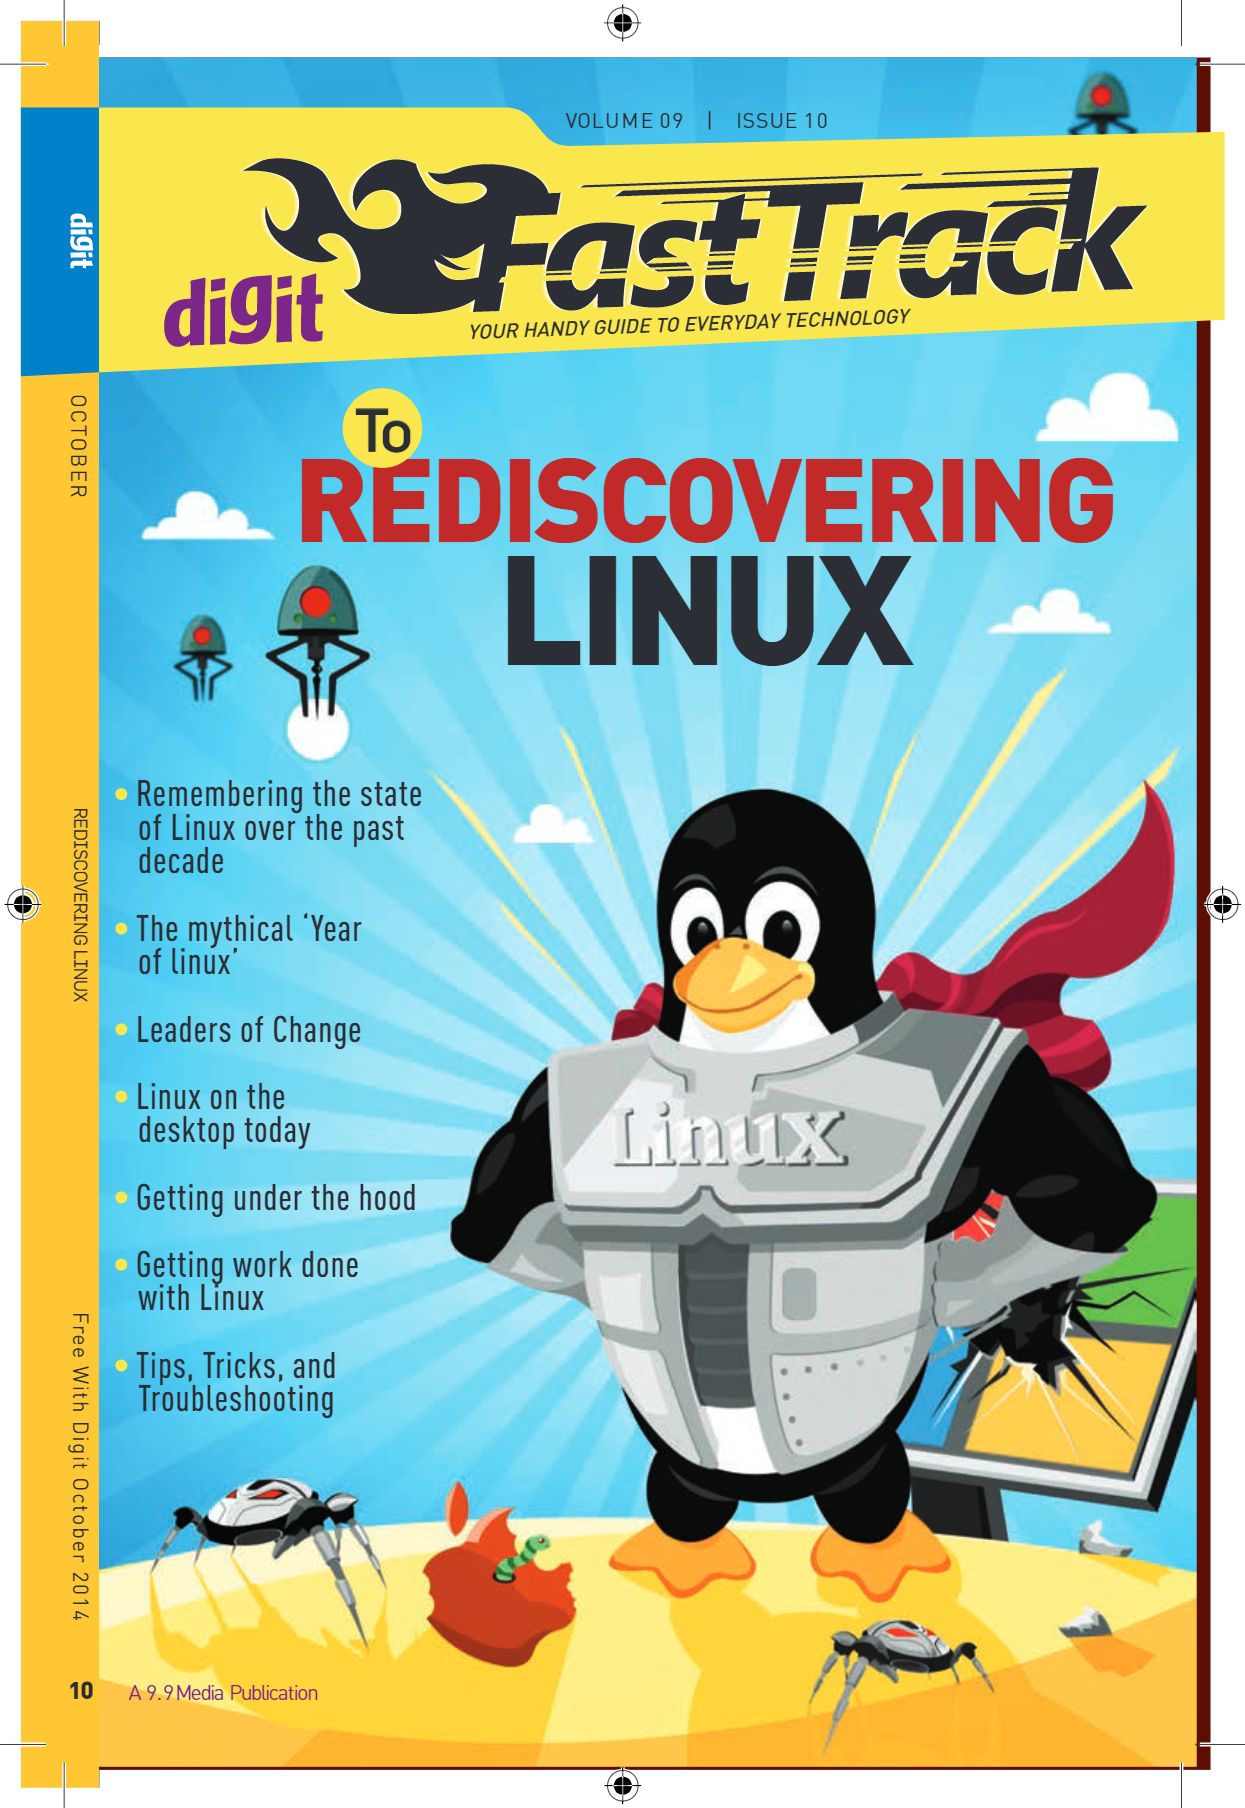 VOLUME 09 | ISSUE 10
digit
Fast Track
YOUR HANDY GUIDE TO EVERYDAY TECHNOLOGY
To
REDISCOVERING
LINUX
• Remembering the state
of Linux over the past
decade
• The mythical ‘Year
of linux’
• Leaders of Change
• Linux on the
desktop today
• Getting under the hood
• Getting work done
with Linux
• Tips, Tricks, and
Troubleshooting
Linux
A 9.9 Media Publication
digit
OCTOBER
REDISCOVERING LINUX
Free With Digit October 2014
10